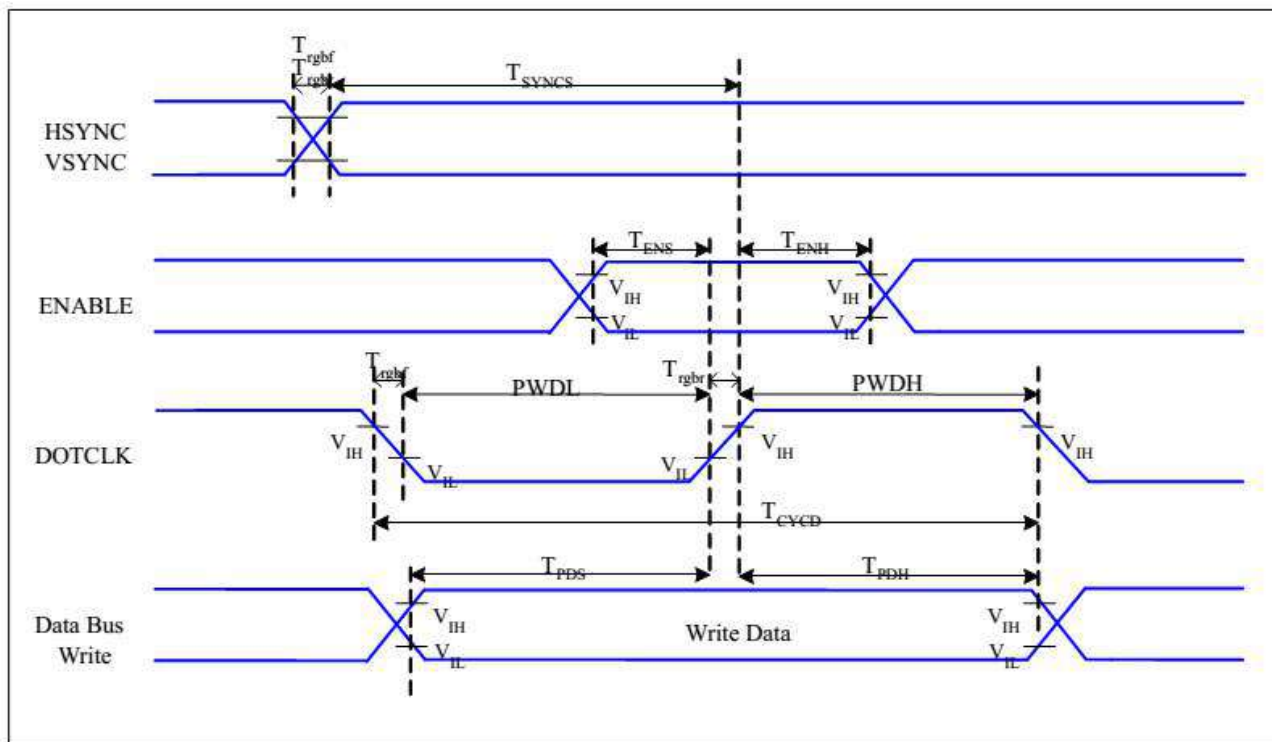 Trgbf
Trgbr TSYNCS
HSYNC
VSYNC
TENS TENH
VIH VIH
ENABLE
VIL VIL
Trgbf Trgbr
PWDL PWDH
DOTCLK
VIH VIL VIL VIH VIH
TCYCD
TPDS TPDH
Data Bus
Write
VIH Write Data VIH
VIL VIL